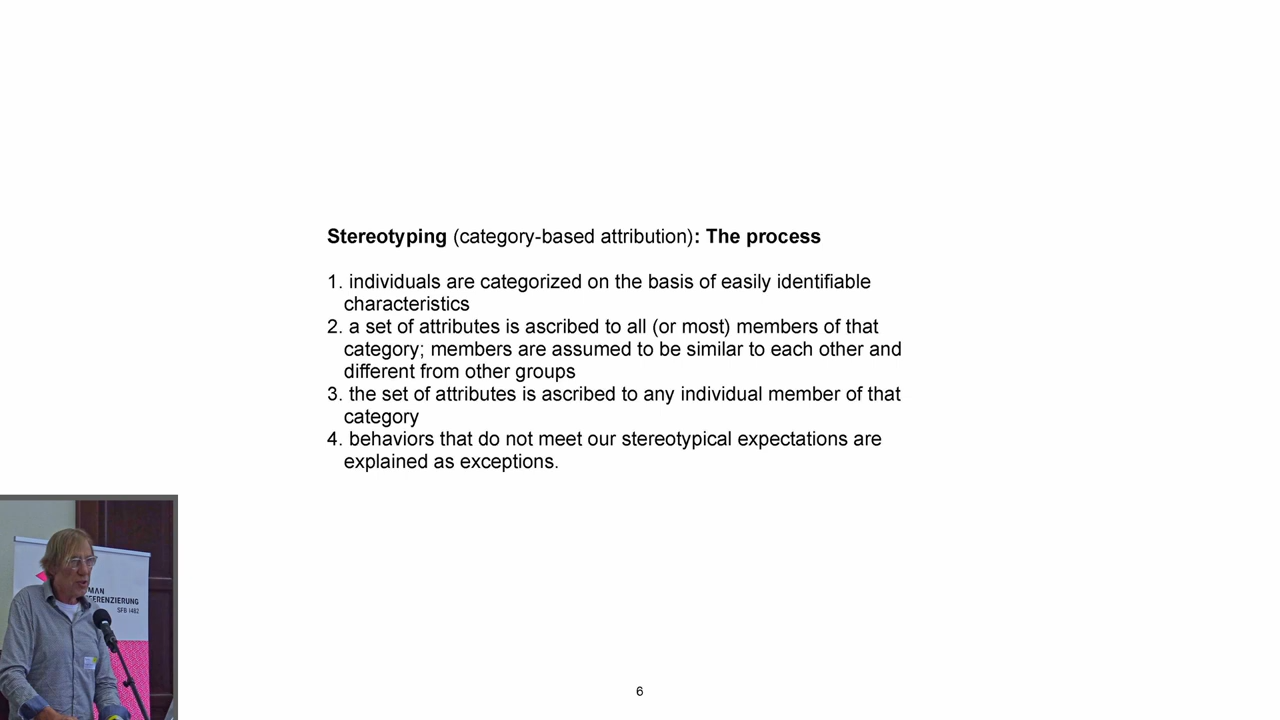 Stereotyping (category-based attribution): The process
1. individuals are categorized on the basis of easily identifiable
characteristics
2. a set of attributes is ascribed to all (or most) members of that
category; members are assumed to be similar to each other and
different from other groups
3. the set of attributes is ascribed to any individual member of that
category
4. behaviors that do not meet our stereotypical expectations are
explained as exceptions.
MAN
FERENZIERUNG
SFB 1482
6